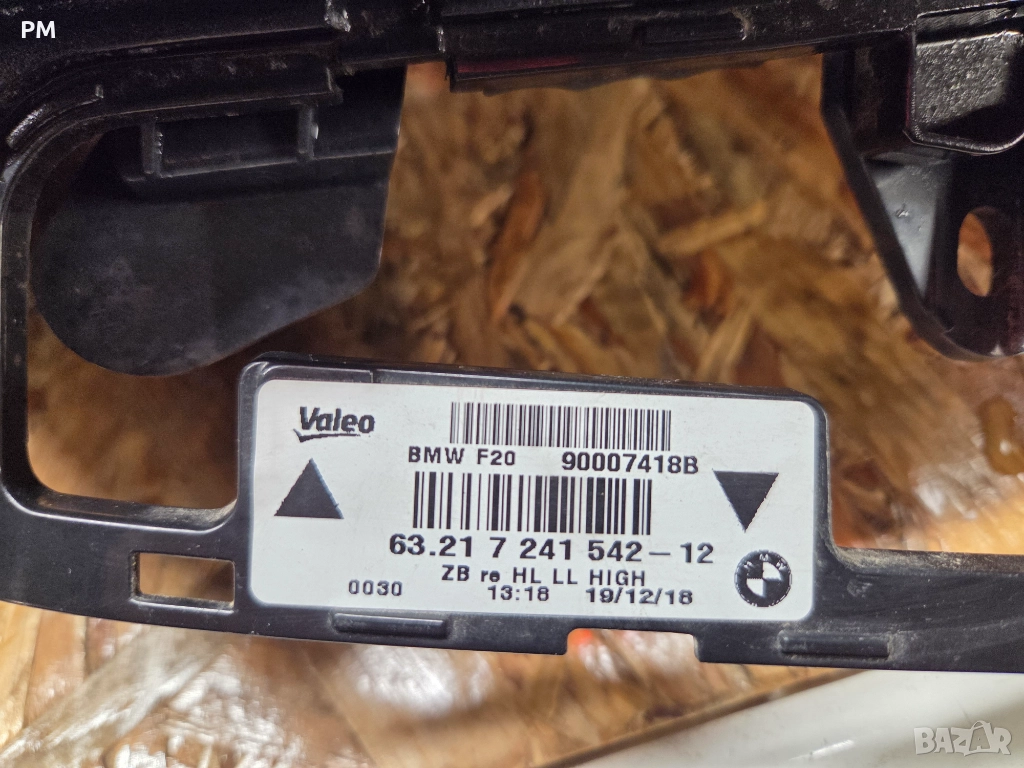 PM
Valeo
BMW F20 90007418B
63.21 7 241 542-12
ZB re HL LL HIGH
0030 13:18 19/12/18
BMW
BAZAR